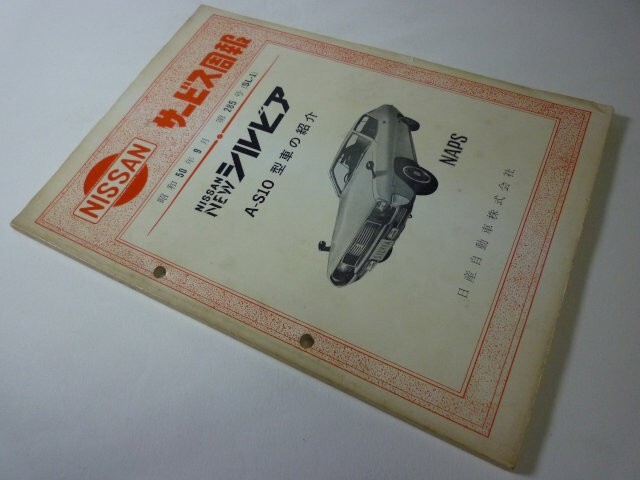 NISSAN
サービス周報
昭和50年9月 第285号(SL-1)
NISSAN
NEW シルビア
A-S10 型車の紹介
NAPS
日産自動車株式会社